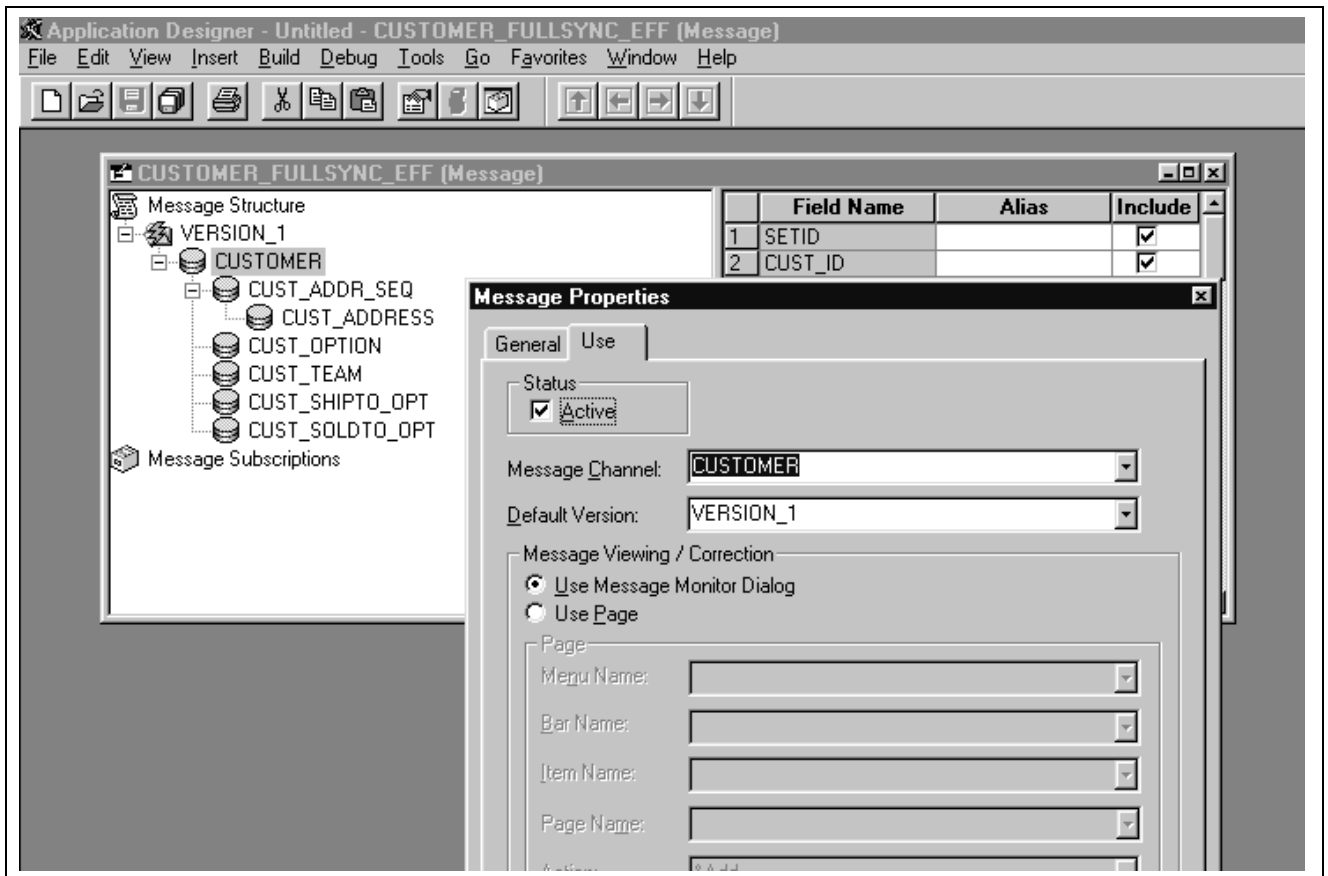 Application Designer - Untitled - CUSTOMER_FULLSYNC_EFF (Message)
File Edit View Insert Build Debug Tools Go Favorites Window Help
CUSTOMER_FULLSYNC_EFF (Message)
Message Structure
VERSION_1
CUSTOMER
CUST_ADDR_SEQ
CUST_ADDRESS
CUST_OPTION
CUST_TEAM
CUST_SHIPTO_OPT
CUST_SOLDTO_OPT
Message Subscriptions
Field Name Alias Include
1 SETID
2 CUST_ID
Message Properties
General Use
Status
Active
Message Channel: CUSTOMER
Default Version: VERSION_1
Message Viewing / Correction
Use Message Monitor Dialog
Use Page
Page
Menu Name:
Bar Name:
Item Name:
Page Name: